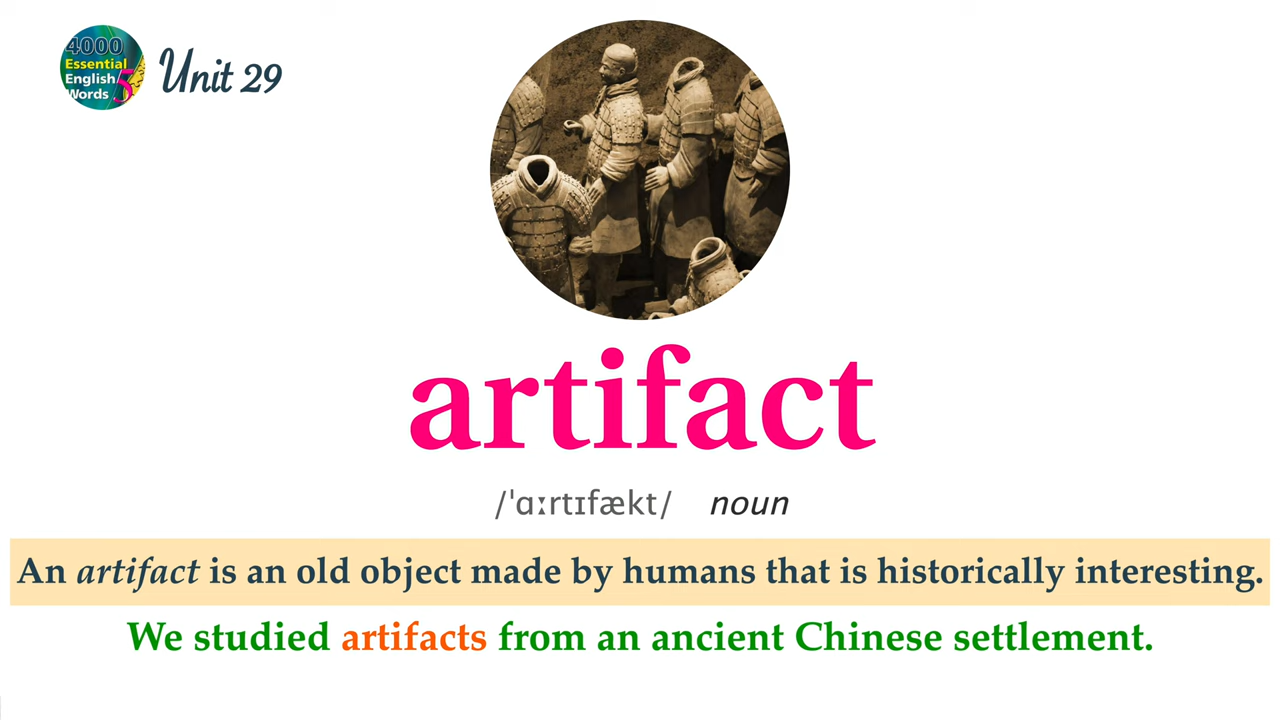 4000
Essential
English
Words 5
Unit 29
artifact
/ˈɑːrtɪfækt/ noun
An artifact is an old object made by humans that is historically interesting.
We studied artifacts from an ancient Chinese settlement.